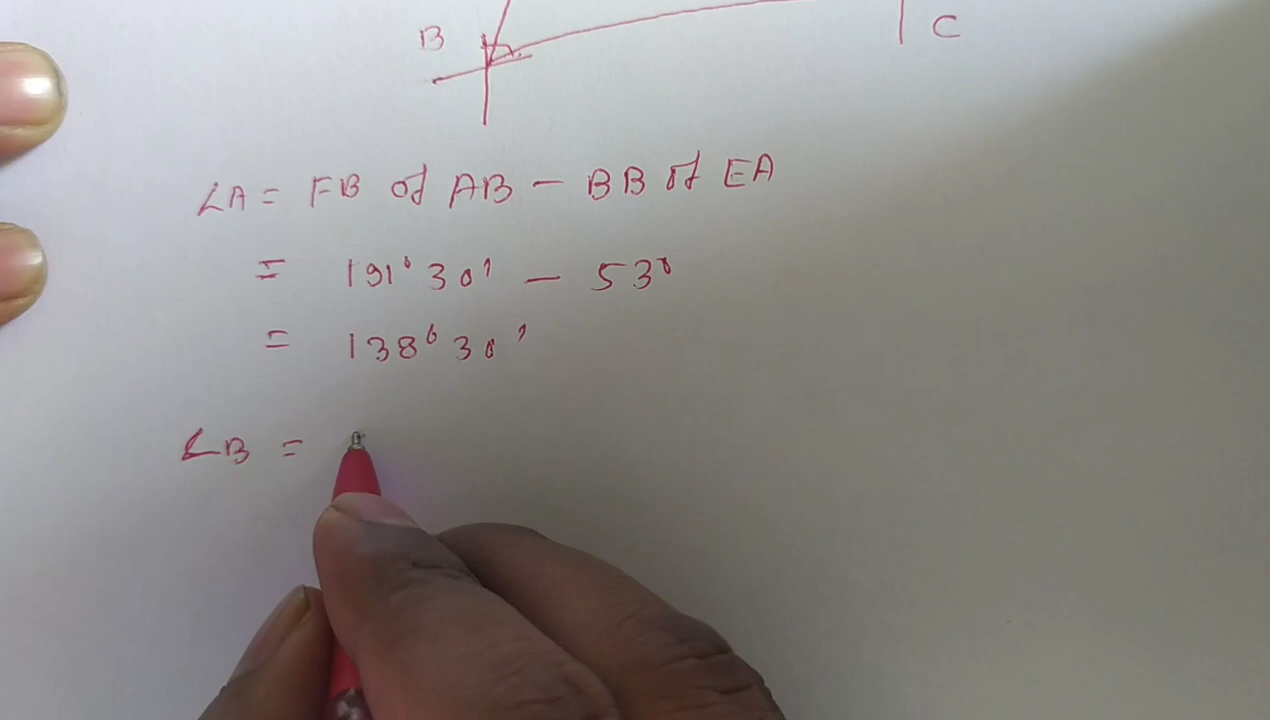 B
C
∠A = FB of AB - BB of EA
= 191°30' - 53°
= 138°30'
∠B =